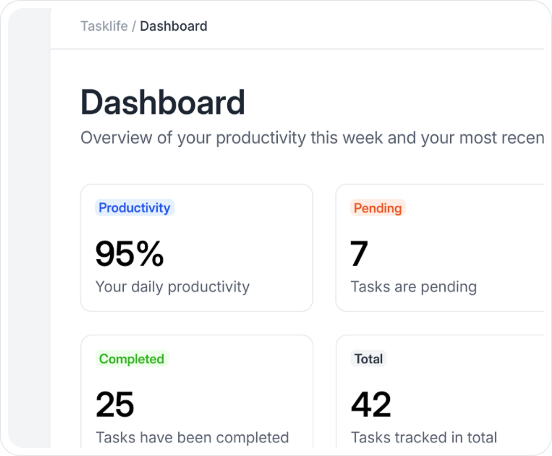 Tasklife / Dashboard
Dashboard
Overview of your productivity this week and your most recen
Productivity
95%
Your daily productivity
Pending
7
Tasks are pending
Completed
25
Tasks have been completed
Total
42
Tasks tracked in total